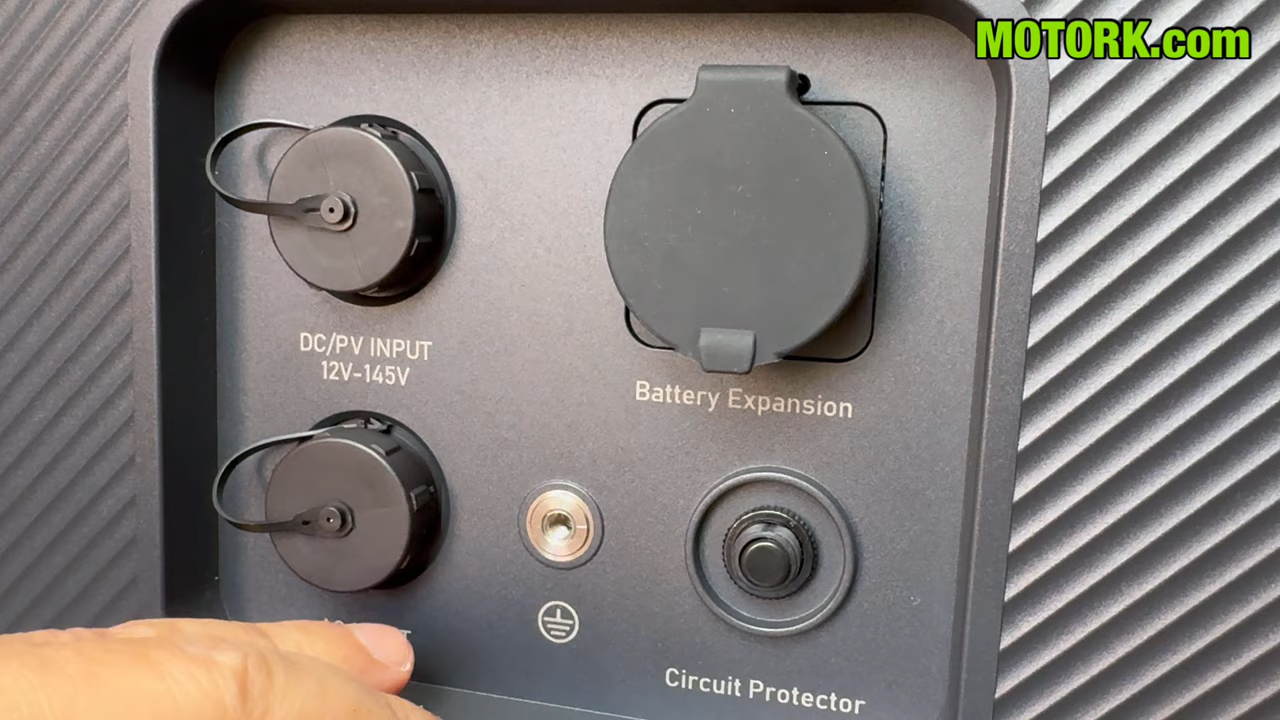 MOTORK.com
DC/PV INPUT
12V-145V
Battery Expansion
Circuit Protector